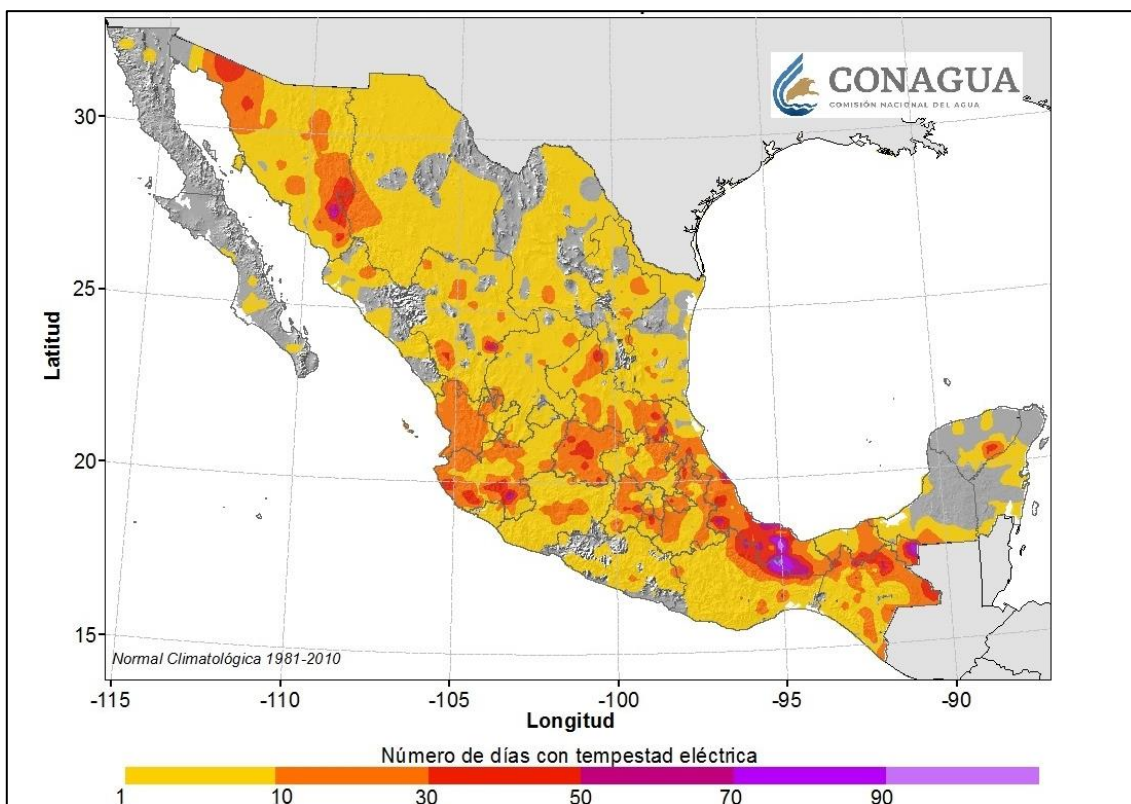 CONAGUA
COMISIÓN NACIONAL DEL AGUA
30
25
20
15
Latitud
Normal Climatológica 1981-2010
-115 -110 -105 -100 -95 -90
Longitud
Número de días con tempestad eléctrica
1 10 30 50 70 90